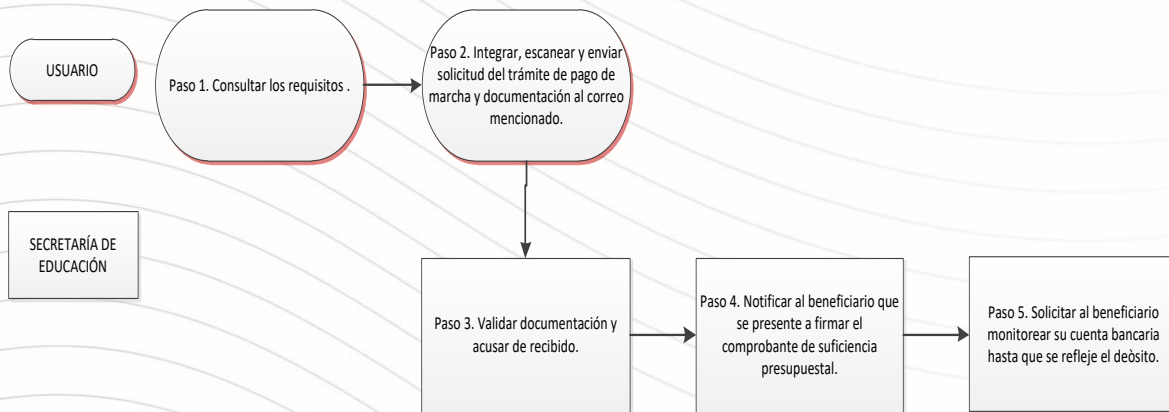 USUARIO
Paso 1. Consultar los requisitos .
Paso 2. Integrar, escanear y enviar
solicitud del trámite de pago de
marcha y documentación al correo
mencionado.
SECRETARÍA DE
EDUCACIÓN
Paso 3. Validar documentación y
acusar de recibido.
Paso 4. Notificar al beneficiario que
se presente a firmar el
comprobante de suficiencia
presupuestal.
Paso 5. Solicitar al beneficiario
monitorear su cuenta bancaria
hasta que se refleje el deòsito.